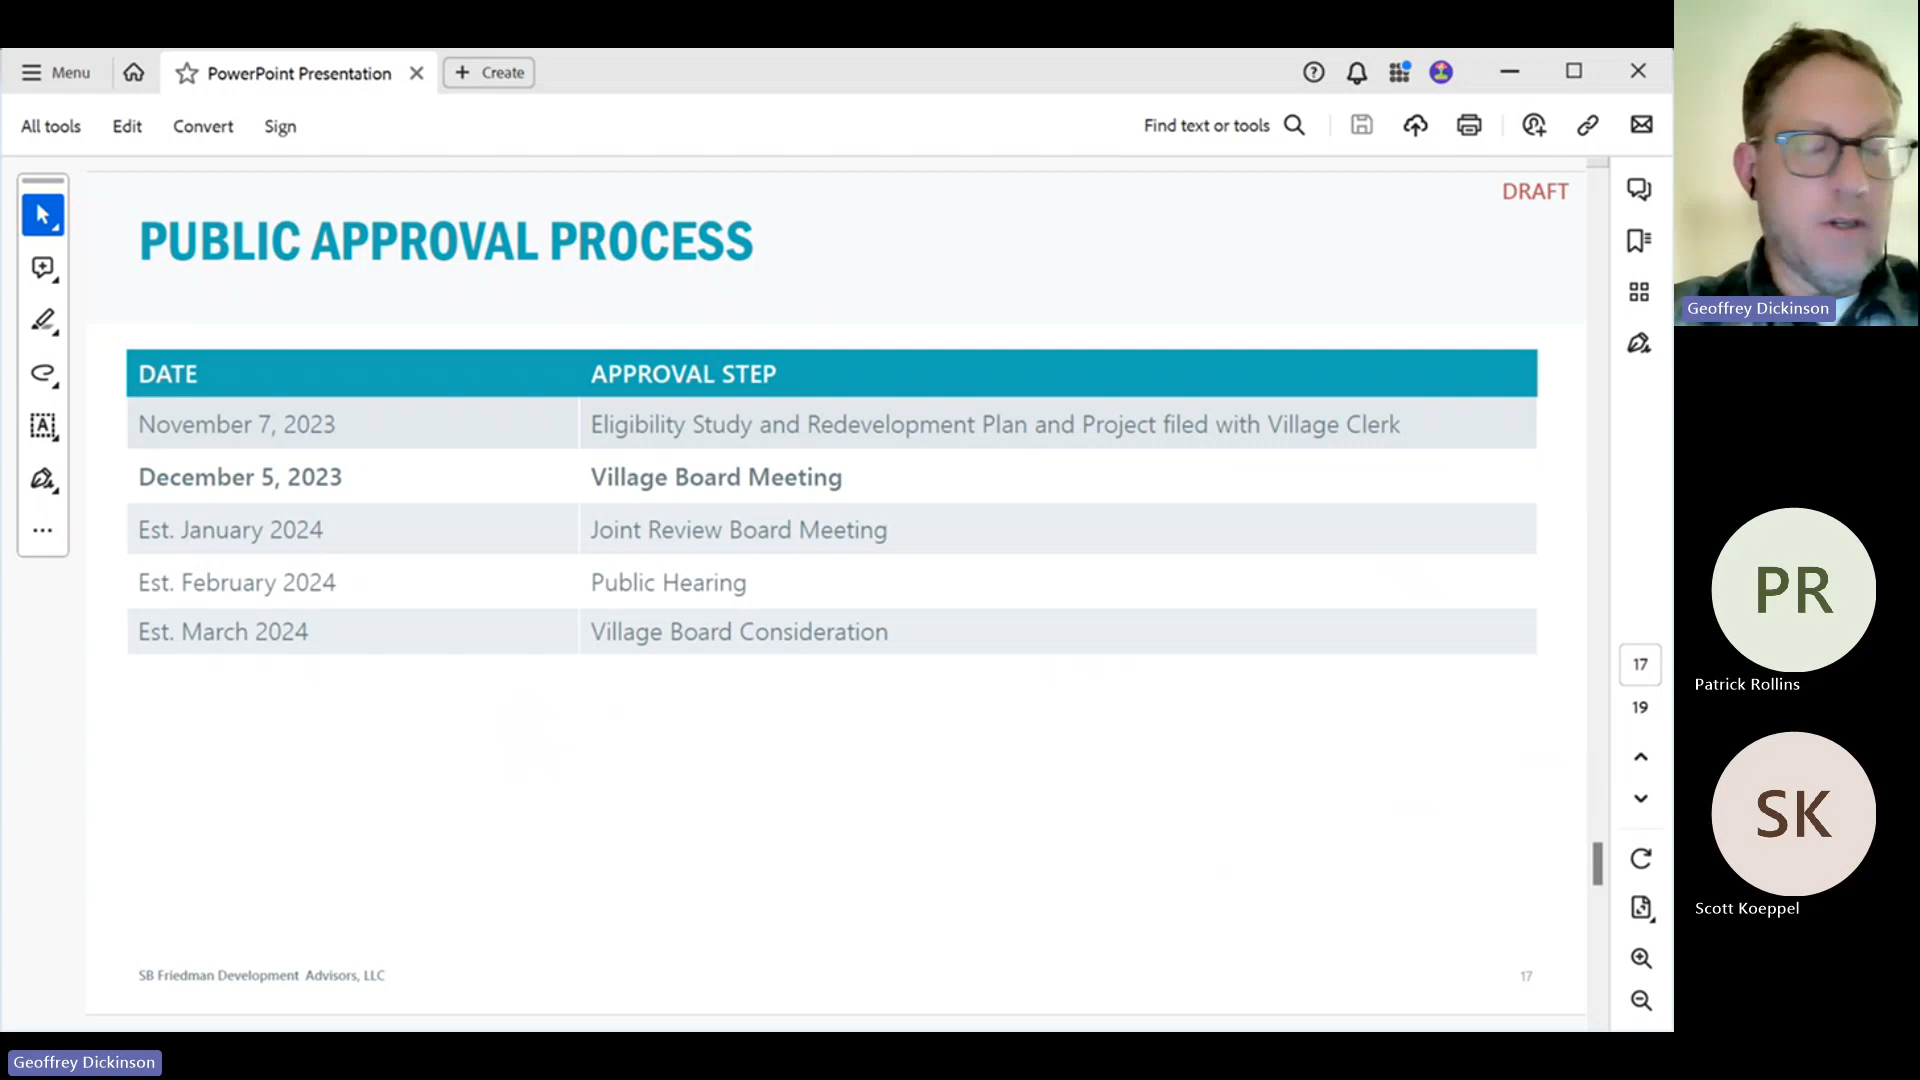 Menu
PowerPoint Presentation
Create
All tools
Edit
Convert
Sign
Find text or tools
DRAFT
PUBLIC APPROVAL PROCESS
DATE APPROVAL STEP
November 7, 2023 Eligibility Study and Redevelopment Plan and Project filed with Village Clerk
December 5, 2023 Village Board Meeting
Est. January 2024 Joint Review Board Meeting
Est. February 2024 Public Hearing
Est. March 2024 Village Board Consideration
SB Friedman Development Advisors, LLC
17
17
19
Geoffrey Dickinson
PR
Patrick Rollins
SK
Scott Koeppel
Geoffrey Dickinson